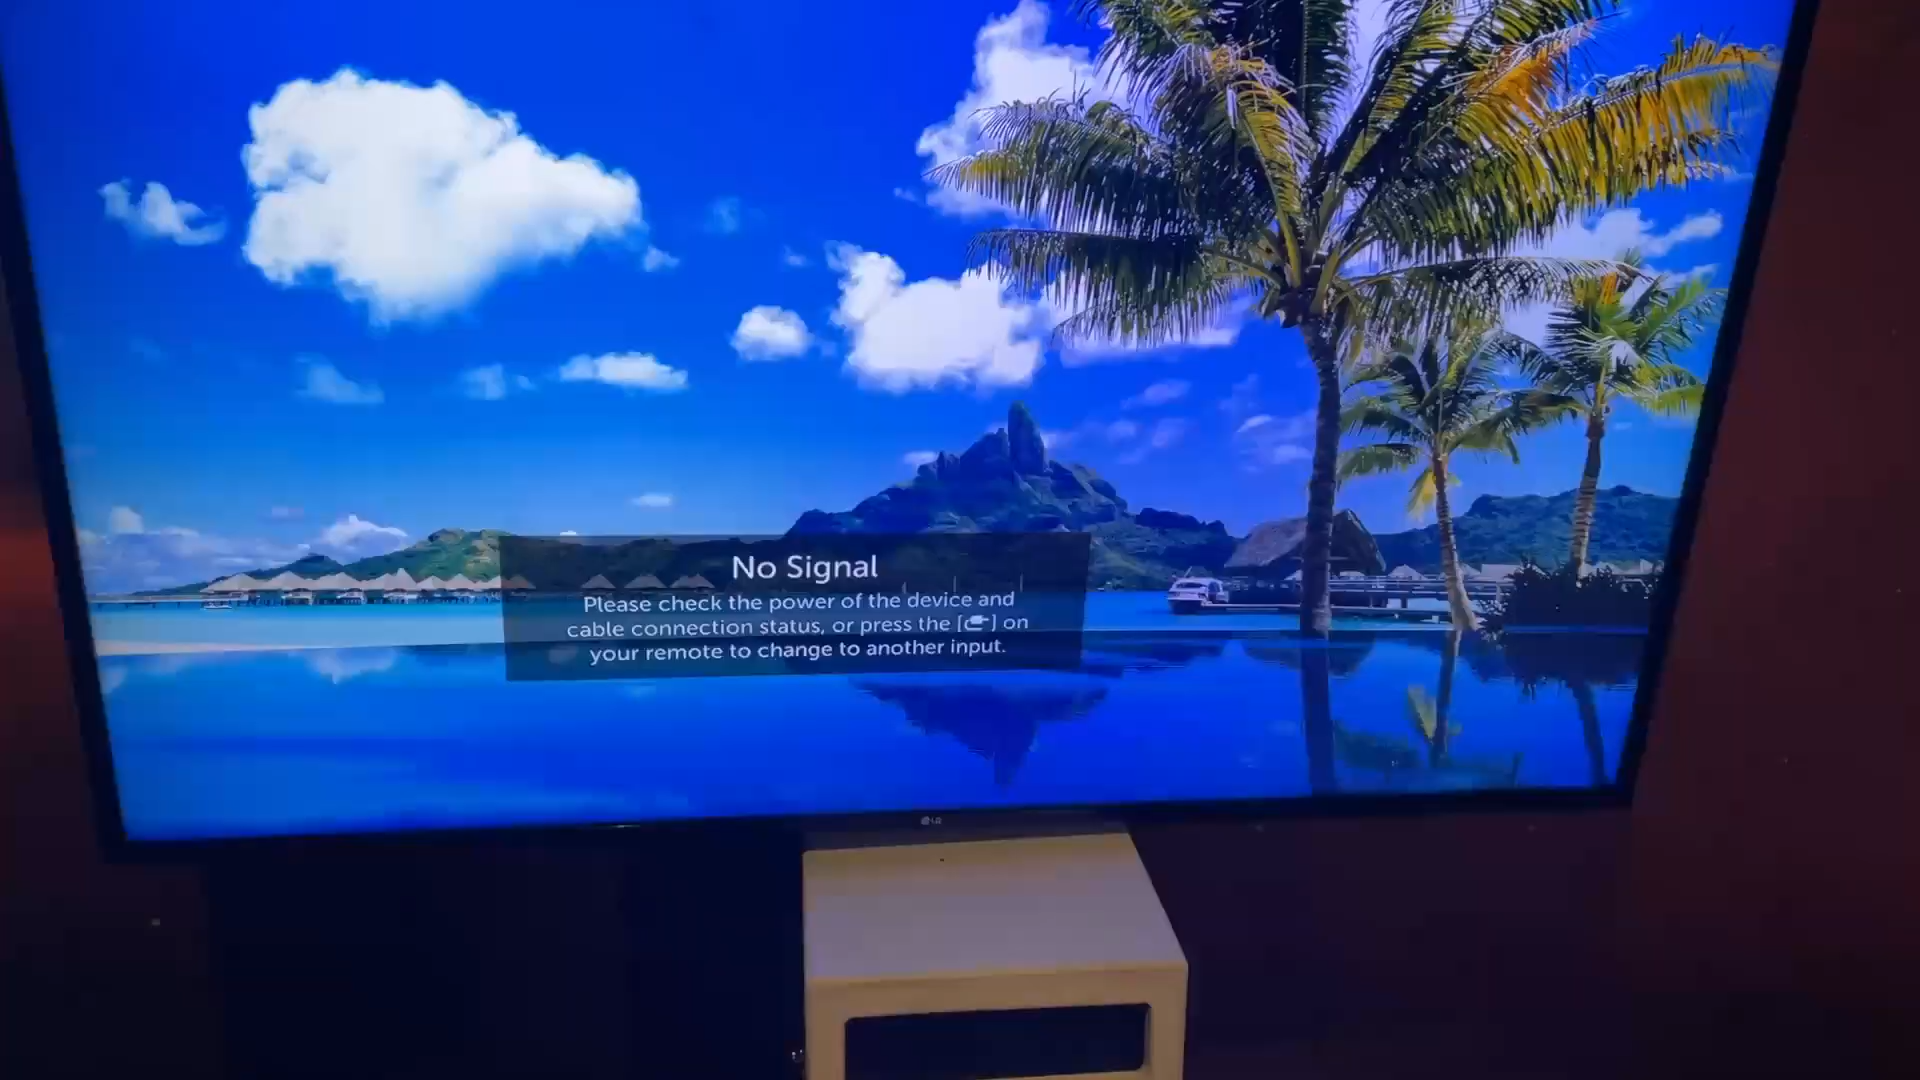 No Signal
Please check the power of the device and
cable connection status, or press the [] on
your remote to change to another input.
LG